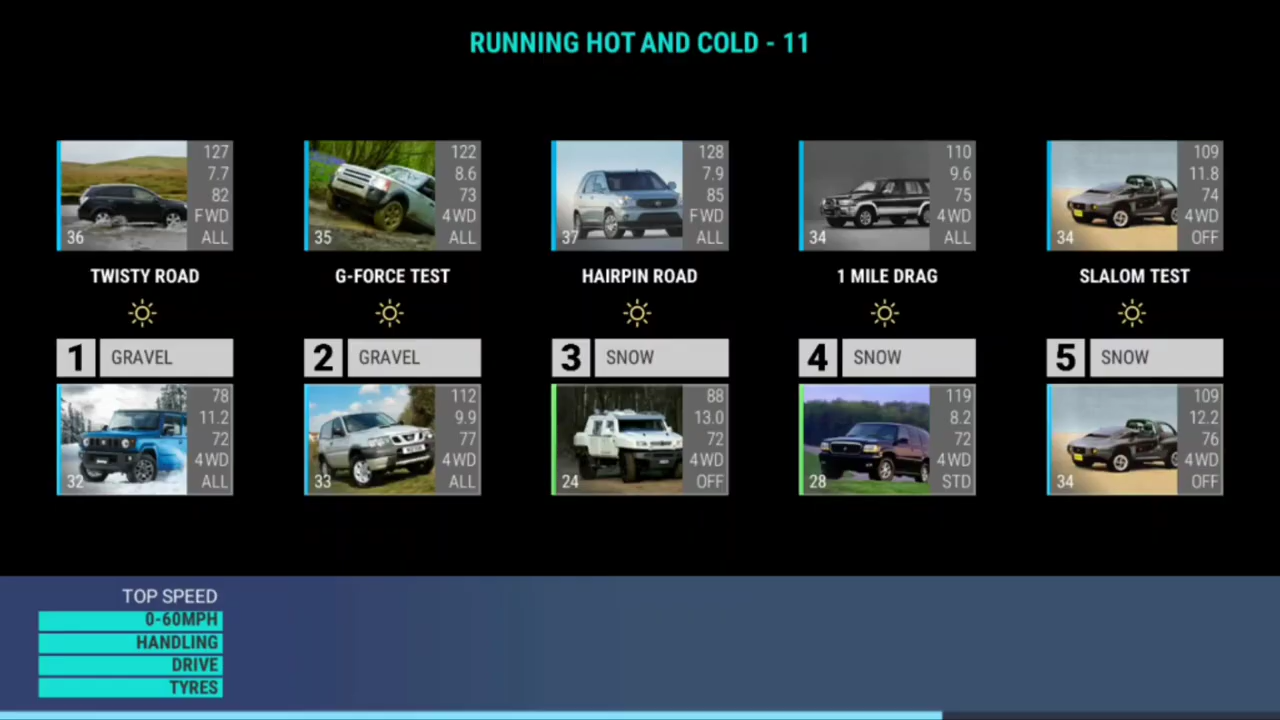 RUNNING HOT AND COLD - 11
127
7.7
82
FWD
ALL
36
122
8.6
73
4WD
ALL
35
128
7.9
85
FWD
ALL
37
110
9.6
75
4WD
ALL
34
109
11.8
74
4WD
OFF
34
TWISTY ROAD
G-FORCE TEST
HAIRPIN ROAD
1 MILE DRAG
SLALOM TEST
1 GRAVEL
2 GRAVEL
3 SNOW
4 SNOW
5 SNOW
78
11.2
72
4WD
ALL
32
112
9.9
77
4WD
ALL
33
88
13.0
72
4WD
OFF
24
119
8.2
72
4WD
STD
28
109
12.2
76
4WD
OFF
34
TOP SPEED
0-60MPH
HANDLING
DRIVE
TYRES